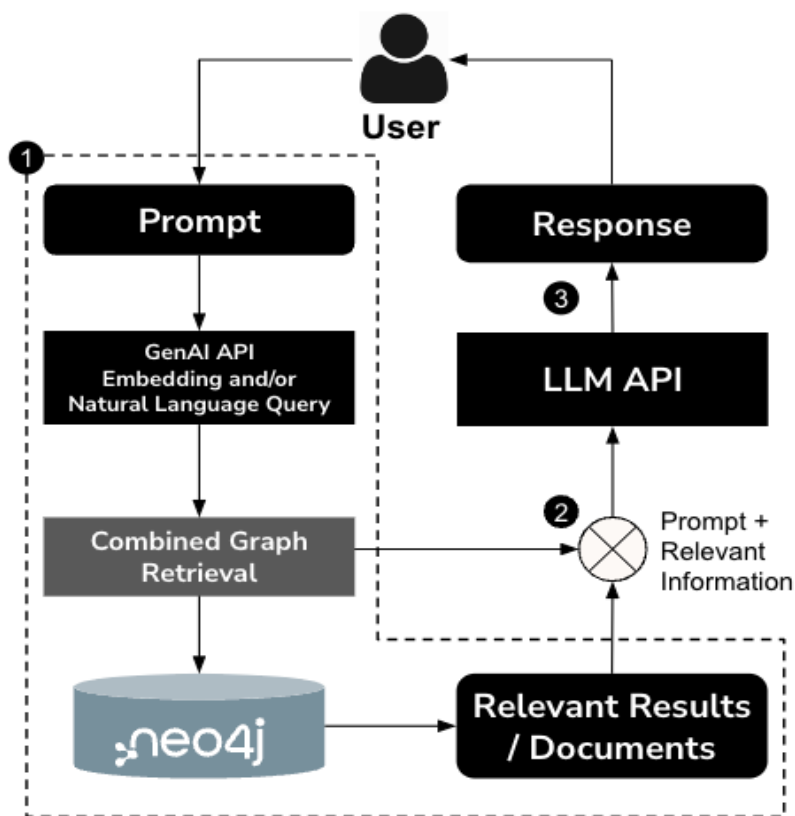 User
1
Prompt
Response
3
GenAI API
Embedding and/or
Natural Language Query
LLM API
2
Prompt +
Relevant
Information
Combined Graph
Retrieval
neo4j
Relevant Results
/ Documents